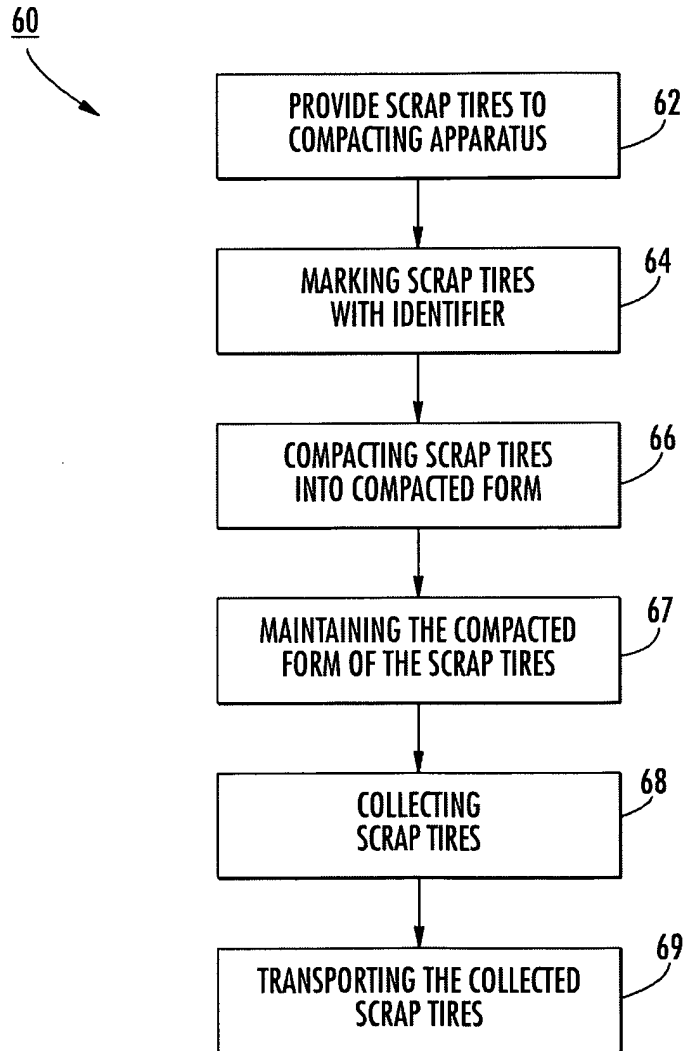 60
PROVIDE SCRAP TIRES TO
COMPACTING APPARATUS
62
MARKING SCRAP TIRES
WITH IDENTIFIER
64
COMPACTING SCRAP TIRES
INTO COMPACTED FORM
66
MAINTAINING THE COMPACTED
FORM OF THE SCRAP TIRES
67
COLLECTING
SCRAP TIRES
68
TRANSPORTING THE COLLECTED
SCRAP TIRES
69